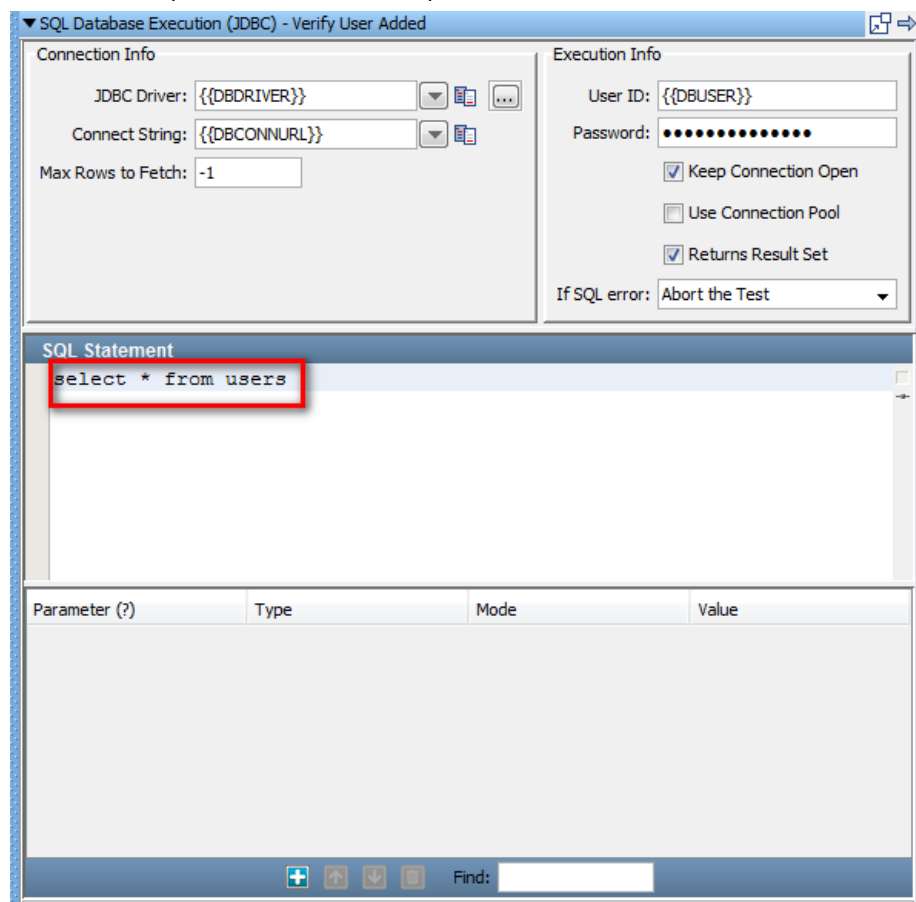 ▼ SQL Database Execution (JDBC) - Verify User Added
Connection Info
JDBC Driver: {{DBDRIVER}} ...
Connect String: {{DBCONNURL}}
Max Rows to Fetch: -1
Execution Info
User ID: {{DBUSER}}
Password: ●●●●●●●●●●●●●●
Keep Connection Open
Use Connection Pool
Returns Result Set
If SQL error: Abort the Test
SQL Statement
select * from users
Parameter (?) Type Mode Value
Find: